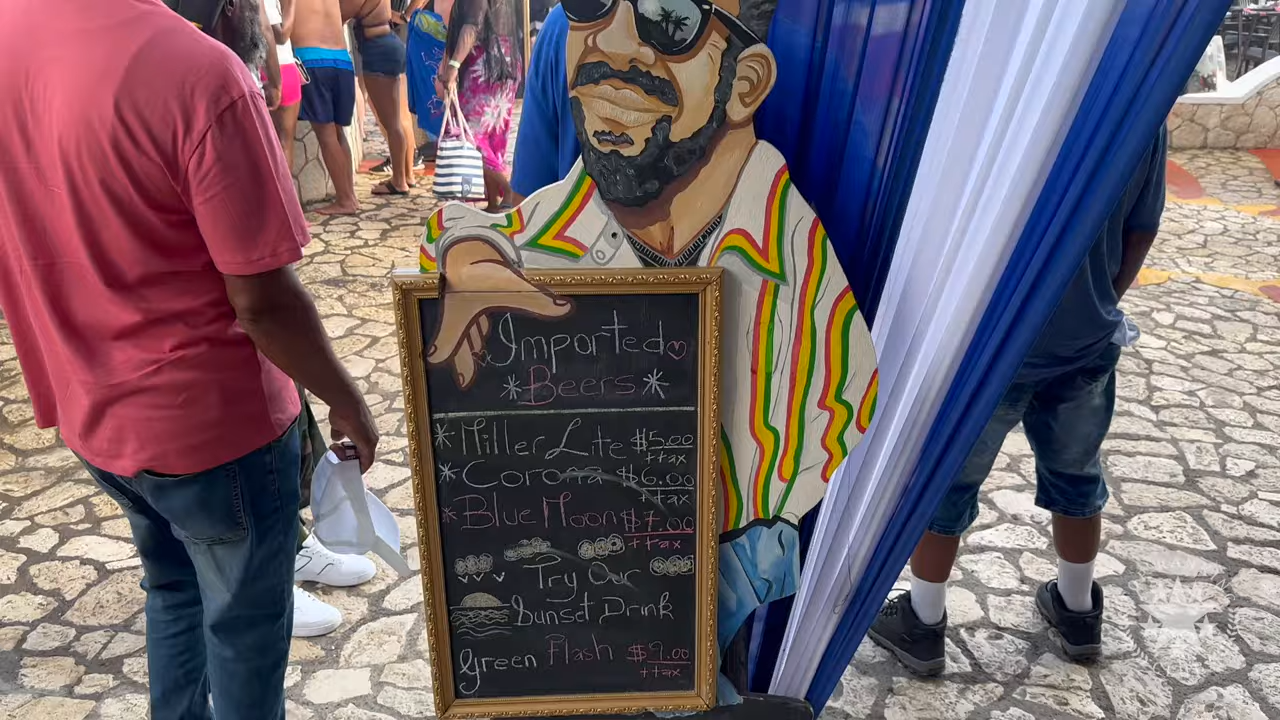 Imported
*Beers*
*Miller Lite $5.00
+tax
*Corona $6.00
+tax
*Blue Moon $7.00
+tax
Try Our
Sunset Drink
Green Flash $9.00
+tax